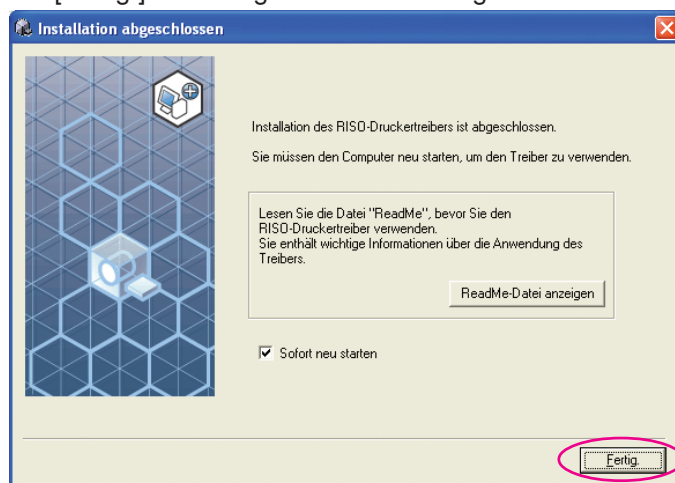 Installation abgeschlossen
Installation des RISO-Druckertreibers ist abgeschlossen.
Sie müssen den Computer neu starten, um den Treiber zu verwenden.
Lesen Sie die Datei "ReadMe", bevor Sie den
RISO-Druckertreiber verwenden.
Sie enthält wichtige Informationen über die Anwendung des
Treibers.
ReadMe-Datei anzeigen
Sofort neu starten
Fertig.